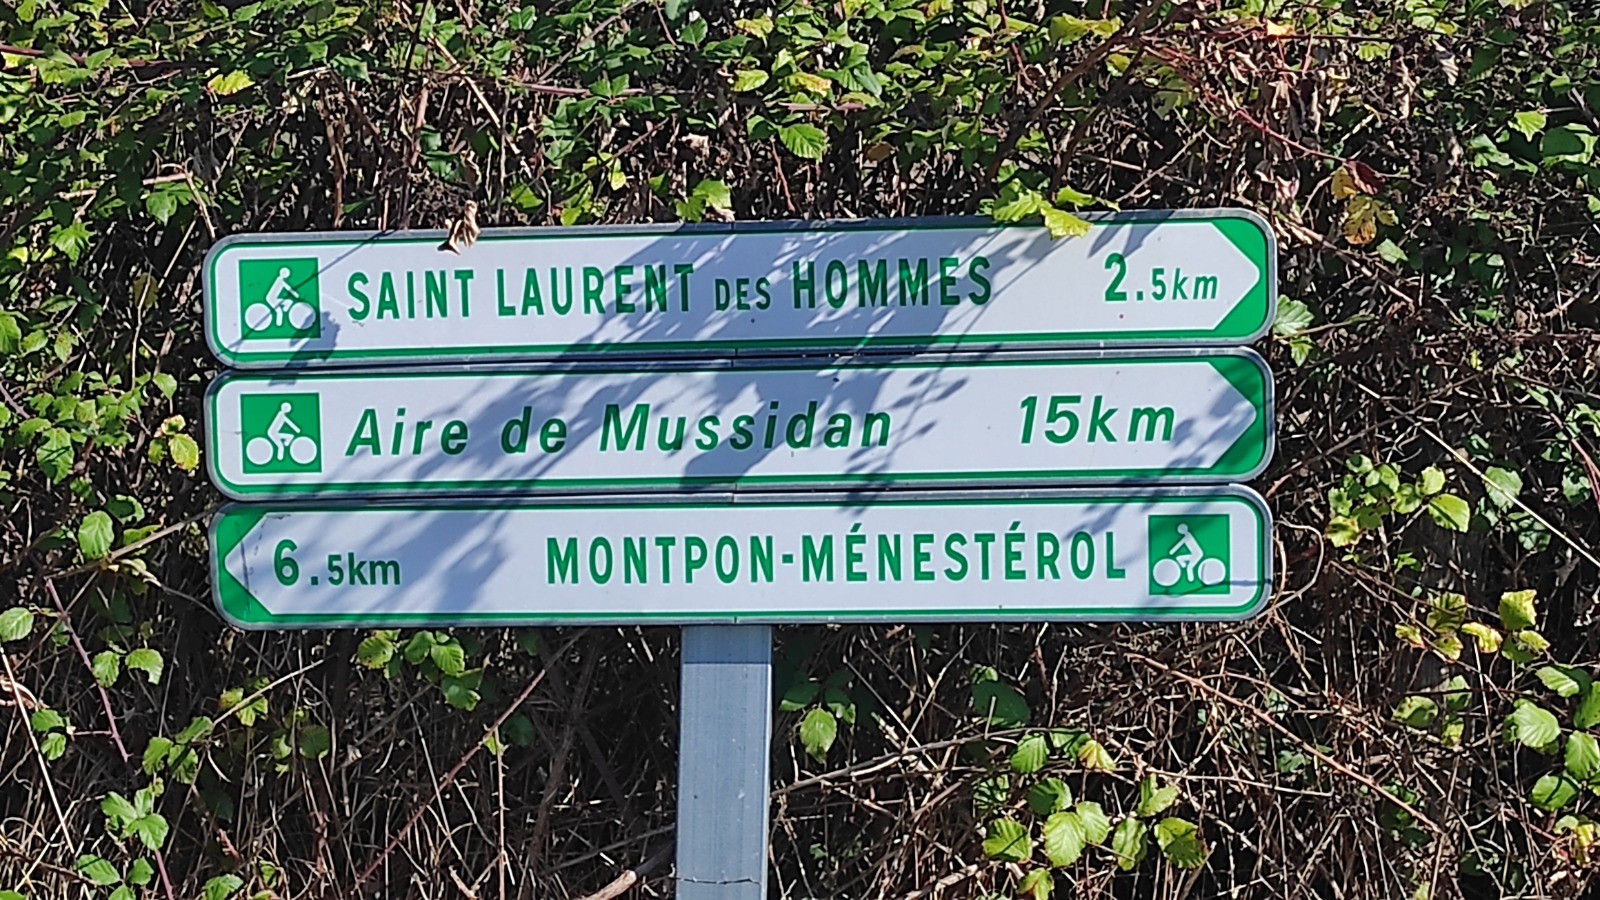 SAINT LAURENT DES HOMMES 2.5km
Aire de Mussidan 15km
6.5km MONTPON-MÉNESTÉROL